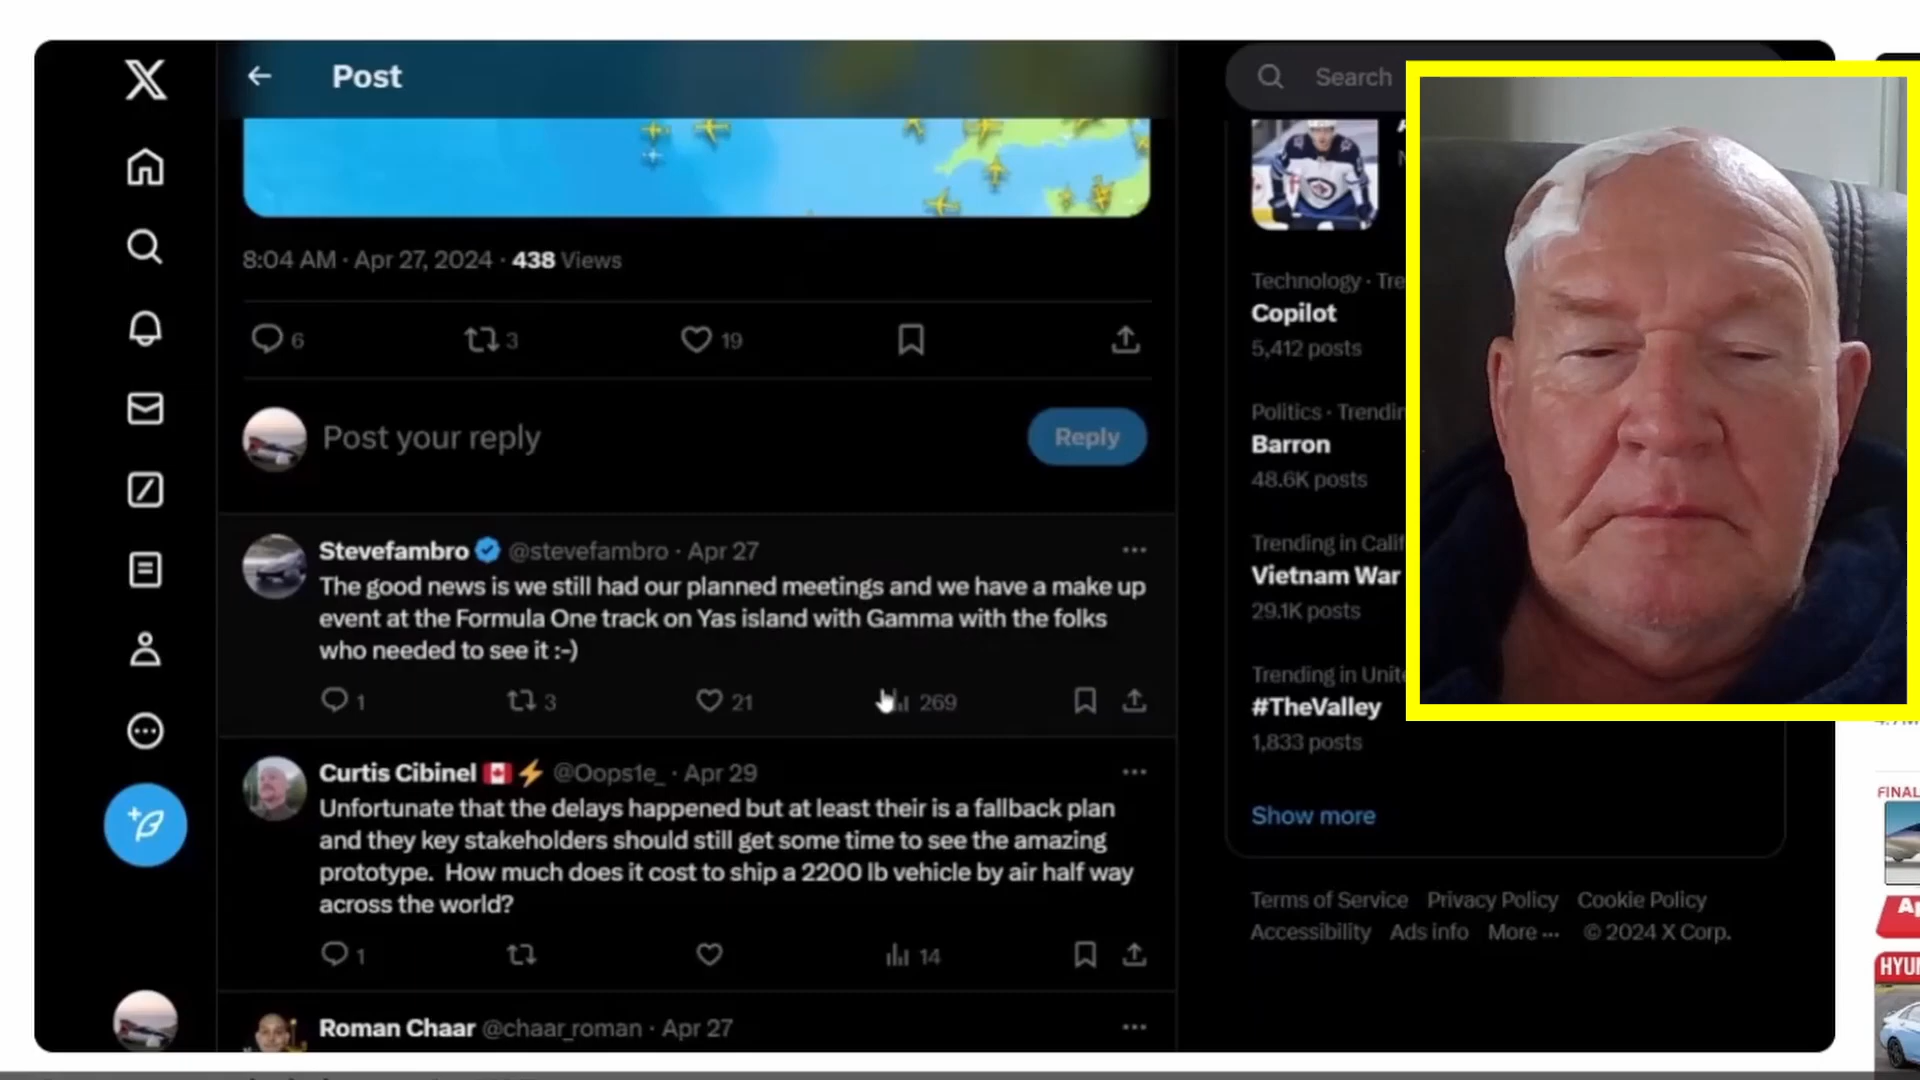 Post
Search
8:04 AM · Apr 27, 2024 · 438 Views
6
3
19
Post your reply
Reply
Stevefambro @stevefambro · Apr 27
The good news is we still had our planned meetings and we have a make up
event at the Formula One track on Yas island with Gamma with the folks
who needed to see it :-)
1
3
21
269
Curtis Cibinel 🇨🇦⚡ @Oops1e_ · Apr 29
Unfortunate that the delays happened but at least their is a fallback plan
and they key stakeholders should still get some time to see the amazing
prototype. How much does it cost to ship a 2200 lb vehicle by air half way
across the world?
1
14
Roman Chaar @chaar_roman · Apr 27
Technology · Tre
Copilot
5,412 posts
Politics · Trendin
Barron
48.6K posts
Trending in Calif
Vietnam War
29.1K posts
Trending in Unite
#TheValley
1,833 posts
Show more
Terms of Service Privacy Policy Cookie Policy
Accessibility Ads info More ··· © 2024 X Corp.
FINAL
Ap
HYUN